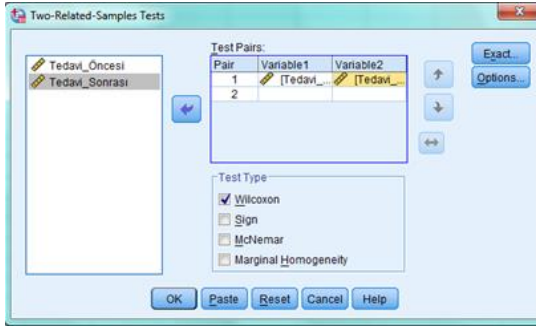 Two-Related-Samples Tests
Tedavi_Öncesi
Tedavi_Sonrası
Test Pairs:
Pair Variable1 Variable2
1 [Tedavi_... [Tedavi_...
2
Exact...
Options...
Test Type
Wilcoxon
Sign
McNemar
Marginal Homogeneity
OK Paste Reset Cancel Help